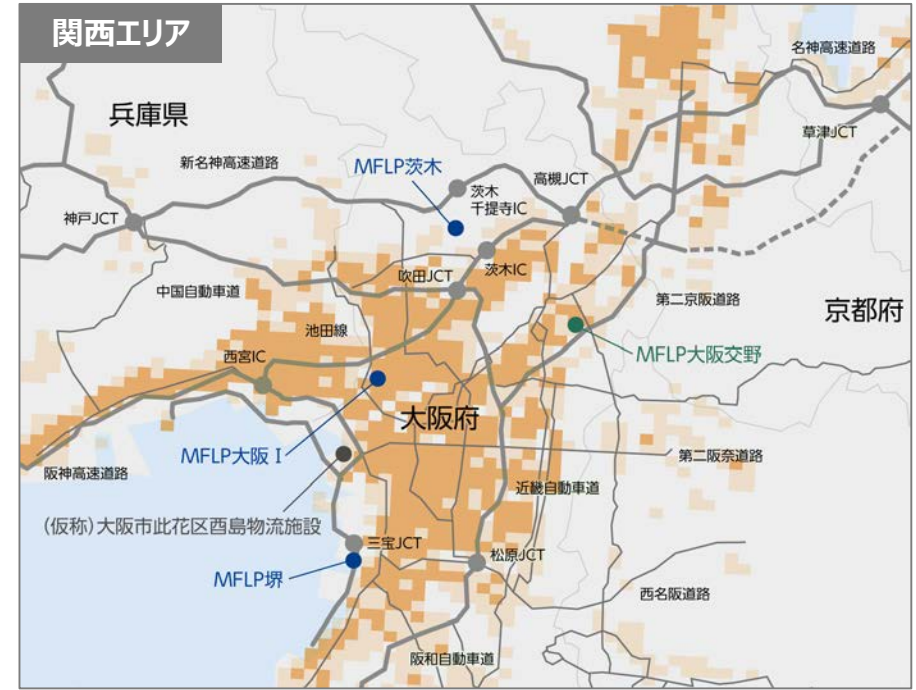 関西エリア
名神高速道路
兵庫県
草津JCT
新名神高速道路
MFLP茨木
高槻JCT
茨木
千提寺IC
神戸JCT
茨木IC
吹田JCT
中国自動車道
第二京阪道路
京都府
池田線
西宮IC
MFLP大阪交野
大阪府
MFLP大阪Ⅰ
第二阪奈道路
阪神高速道路
近畿自動車道
(仮称)大阪市此花区酉島物流施設
三宝JCT
松原JCT
MFLP堺
西名阪道路
阪和自動車道